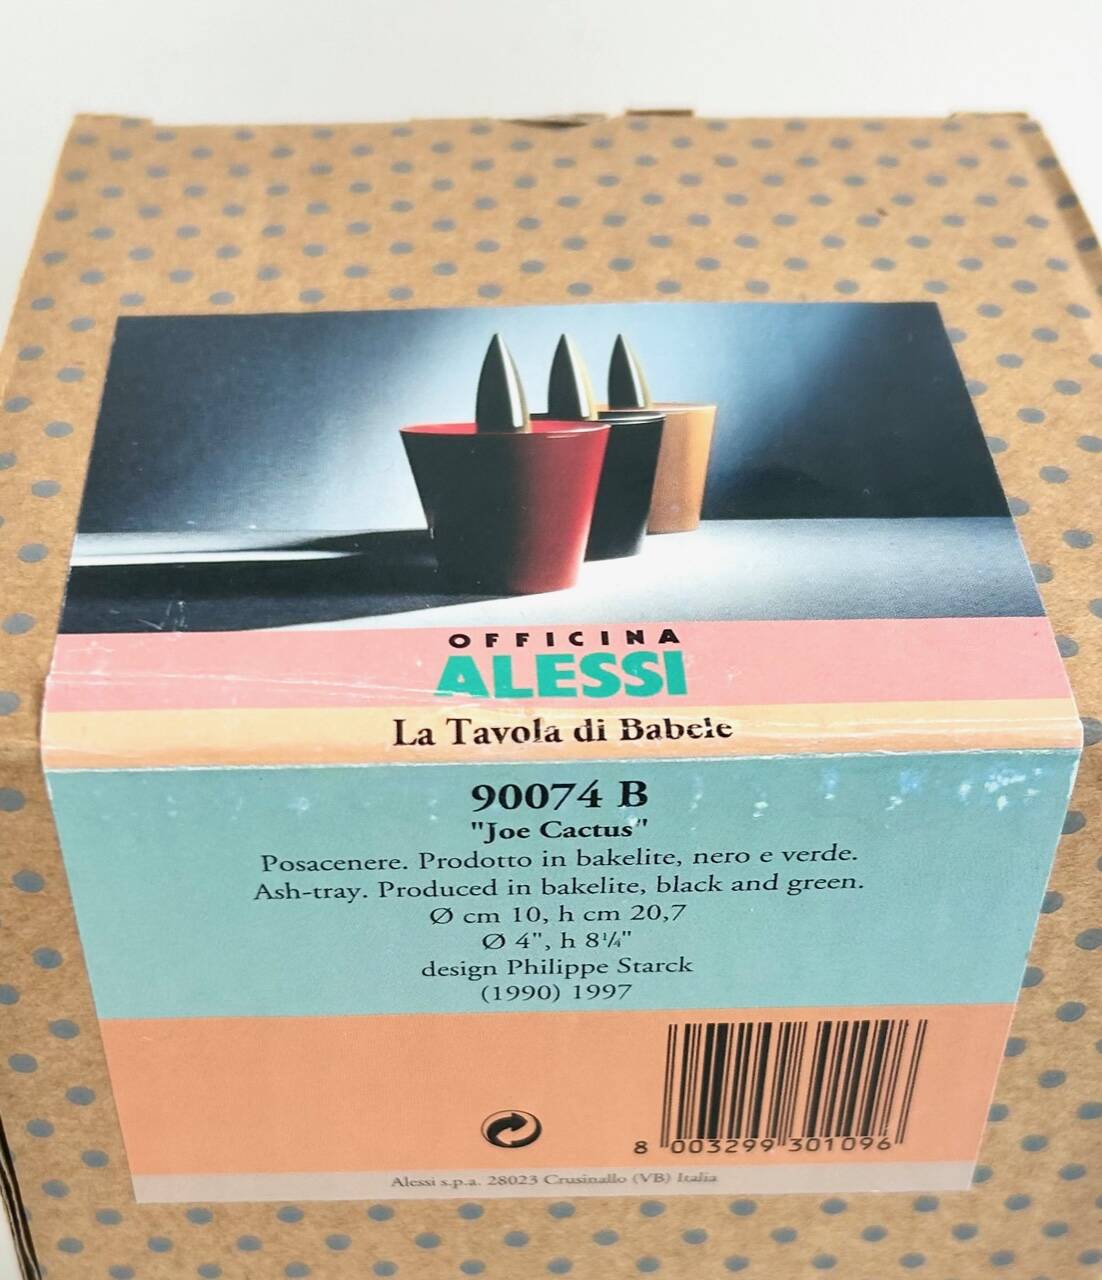 OFFICINA
ALESSI
La Tavola di Babele
90074 B
"Joe Cactus"
Posacenere. Prodotto in bakelite, nero e verde.
Ash-tray. Produced in bakelite, black and green.
Ø cm 10, h cm 20,7
Ø 4", h 8¼"
design Philippe Starck
(1990) 1997
8 003299 301096
Alessi s.p.a. 28023 Crusinallo (VB) Italia